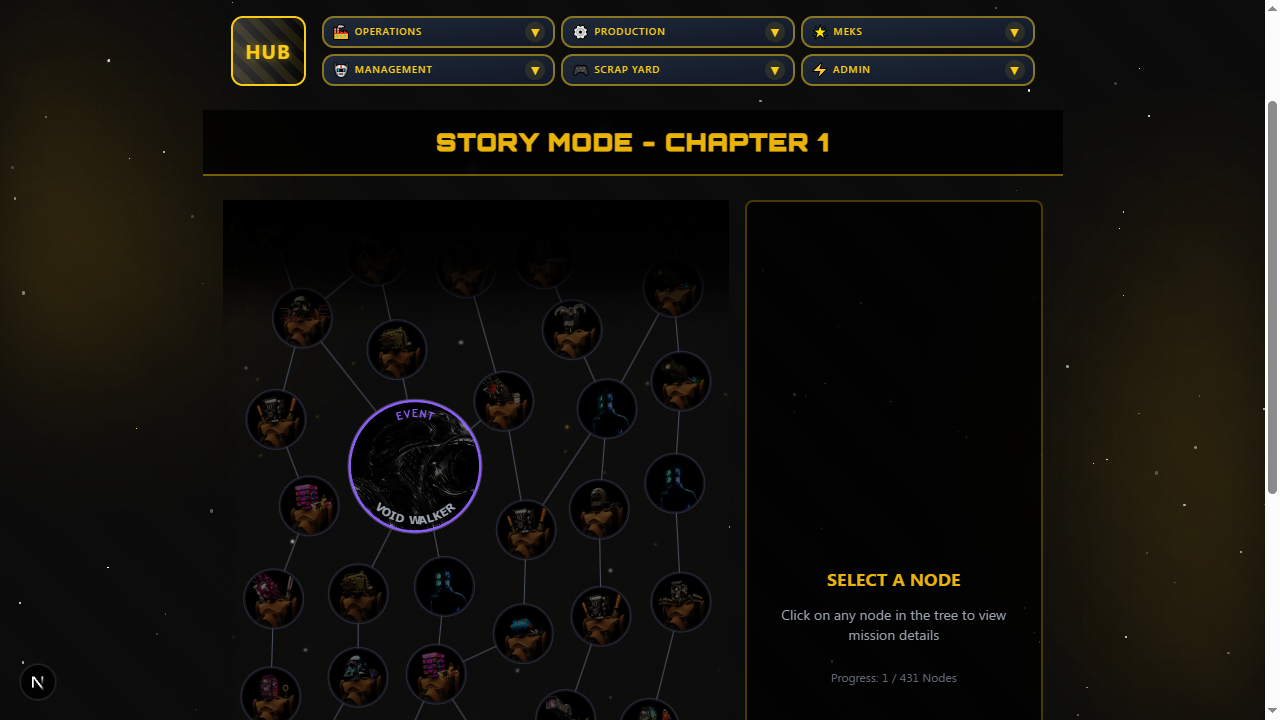 HUB
OPERATIONS
PRODUCTION
MEKS
MANAGEMENT
SCRAP YARD
ADMIN
STORY MODE - CHAPTER 1
EVENT
VOID WALKER
SELECT A NODE
Click on any node in the tree to view
mission details
Progress: 1 / 431 Nodes
N